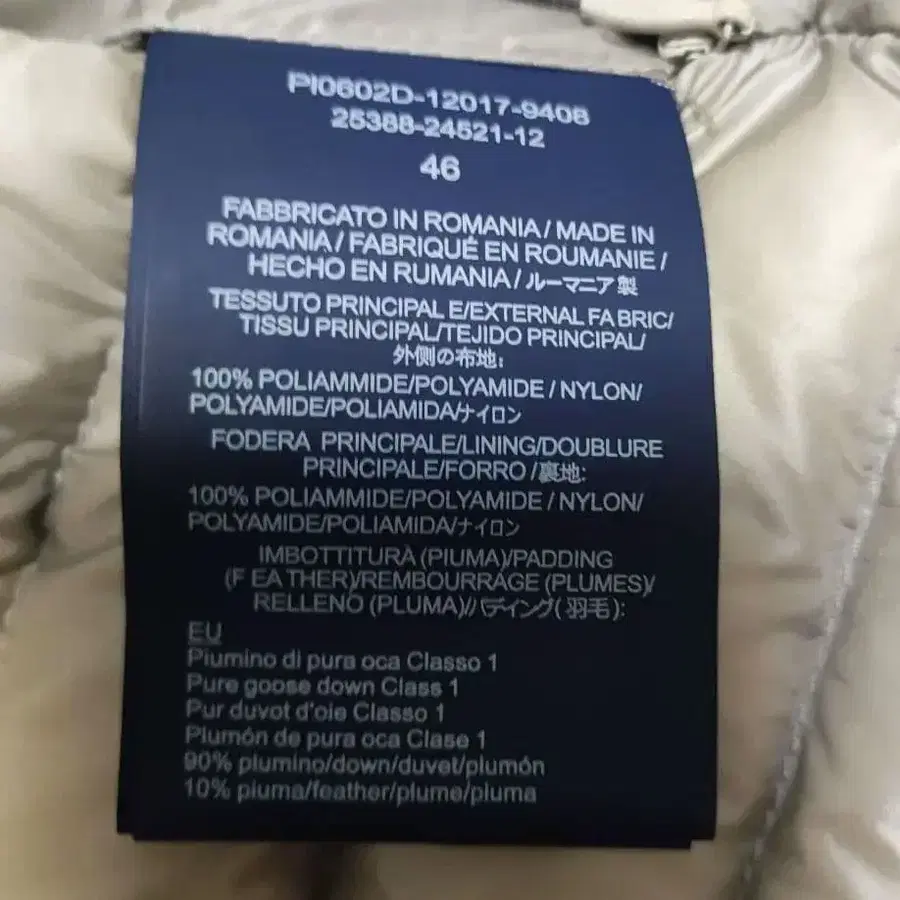 PI0602D-12017-9408
25388-24521-12
46
FABBRICATO IN ROMANIA / MADE IN
ROMANIA / FABRIQUÉ EN ROUMANIE /
HECHO EN RUMANIA / ルーマニア製
TESSUTO PRINCIPAL E/EXTERNAL FA BRIC/
TISSU PRINCIPAL/TEJIDO PRINCIPAL/
外側の布地:
100% POLIAMMIDE/POLYAMIDE / NYLON/
POLYAMIDE/POLIAMIDA/ナイロン
FODERA PRINCIPALE/LINING/DOUBLURE
PRINCIPALE/FORRO /裏地:
100% POLIAMMIDE/POLYAMIDE / NYLON/
POLYAMIDE/POLIAMIDA/ナイロン
IMBOTTITURA (PIUMA)/PADDING
(F EA THER)/REMBOURRAGE (PLUMES)/
RELLENO (PLUMA)/パディング(羽毛):
EU
Piumino di pura oca Classo 1
Pure goose down Class 1
Pur duvot d'oie Classo 1
Plumón de pura oca Clase 1
90% plumino/down/duvet/plumón
10% piuma/feather/plume/pluma